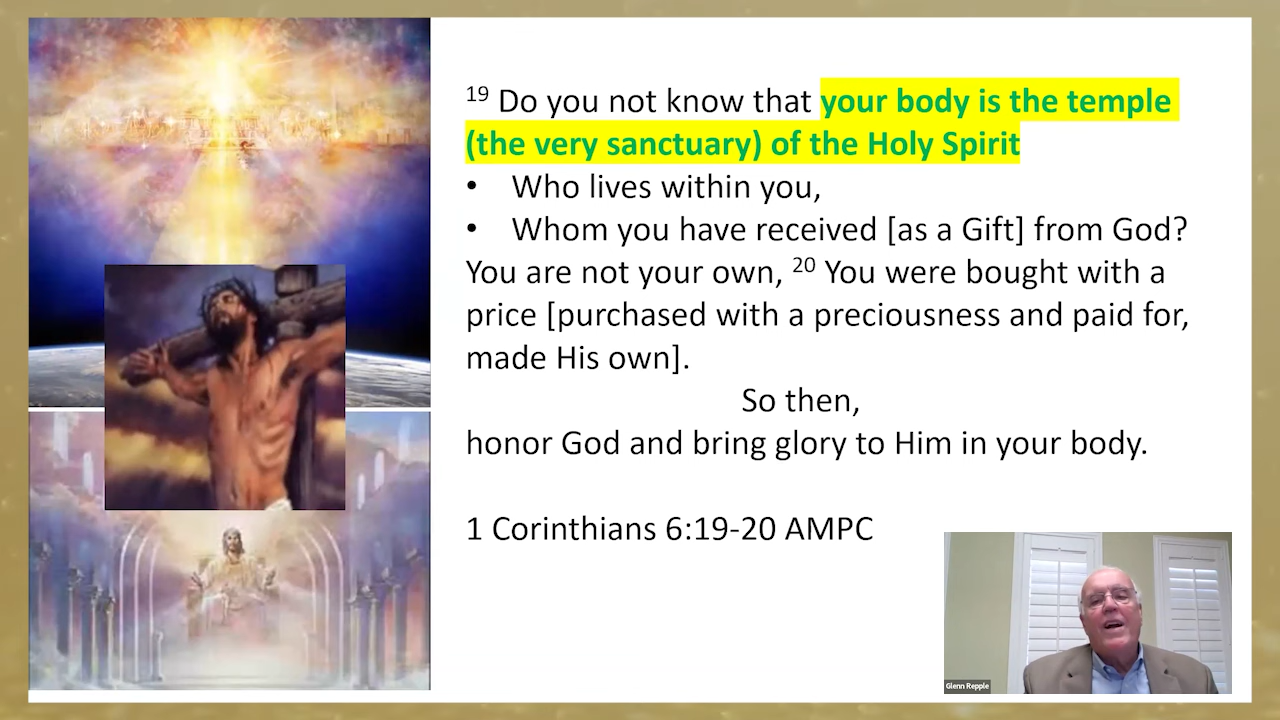 19 Do you not know that your body is the temple
(the very sanctuary) of the Holy Spirit
• Who lives within you,
• Whom you have received [as a Gift] from God?
You are not your own, 20 You were bought with a
price [purchased with a preciousness and paid for,
made His own].
So then,
honor God and bring glory to Him in your body.
1 Corinthians 6:19-20 AMPC
Glenn Repple